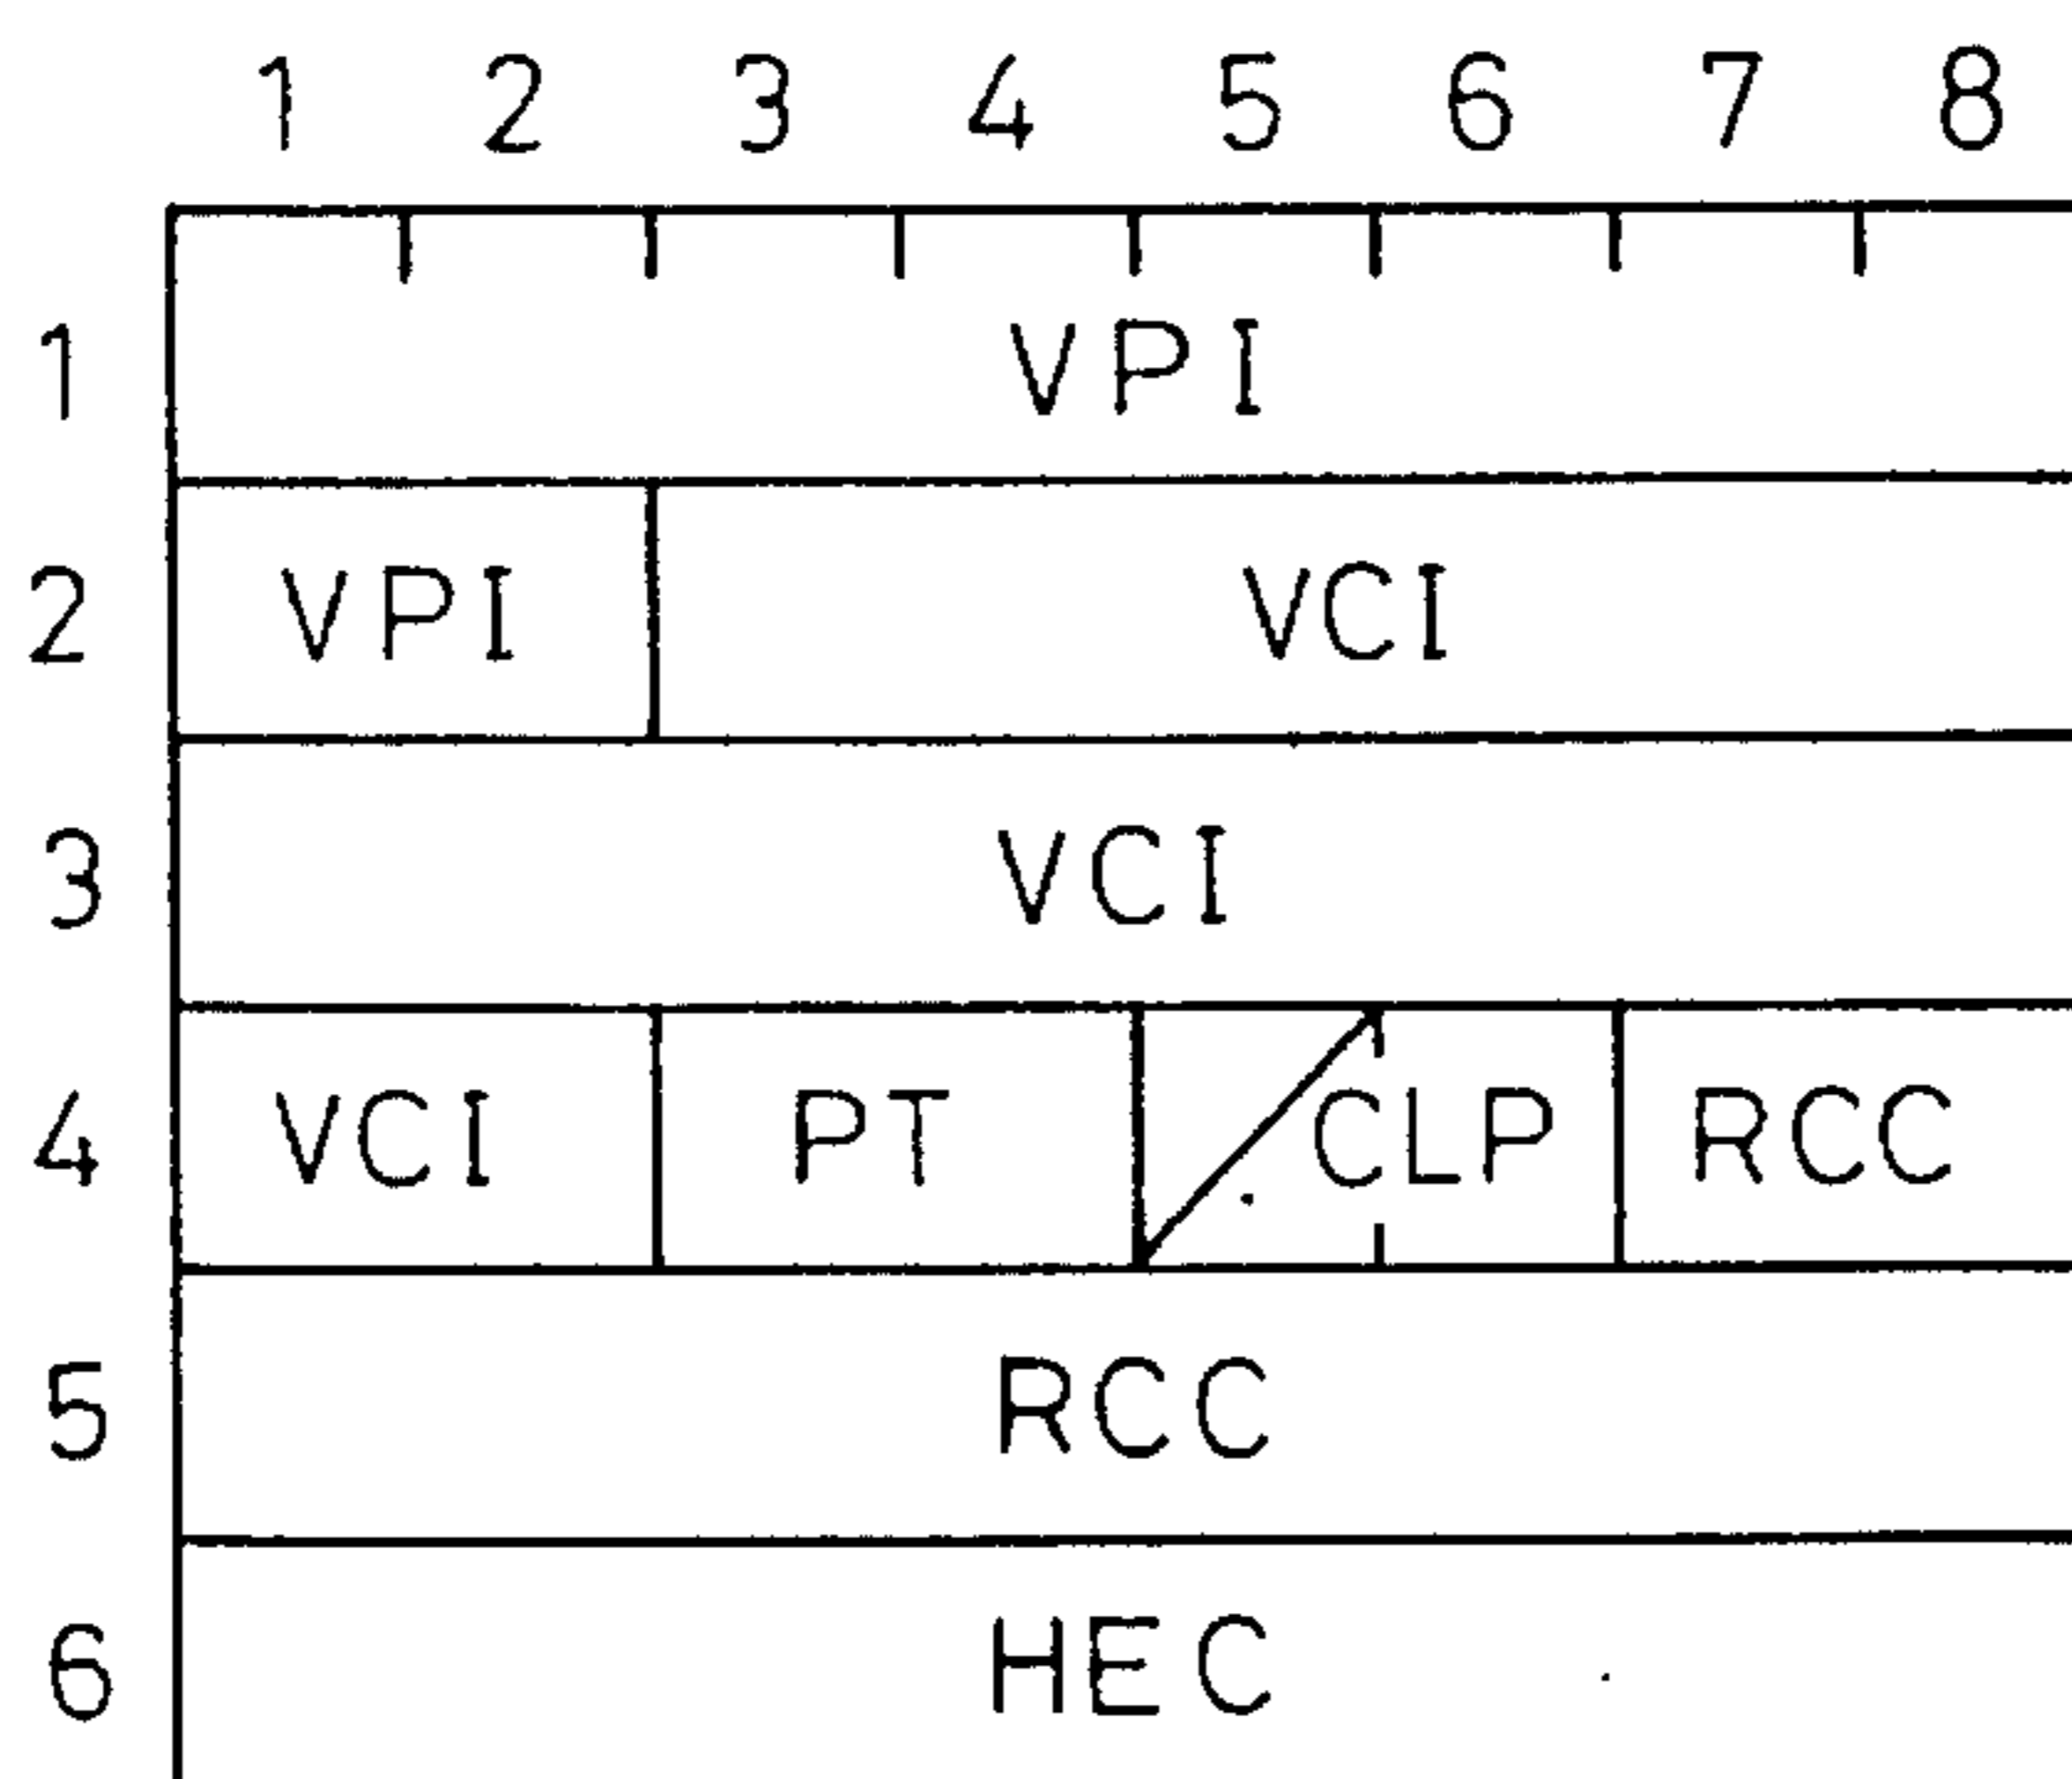 1 2 3 4 5 6 7 8
1 VPI
2 VPI VCI
3 VCI
4 VCI PT CLP RCC
5 RCC
6 HEC